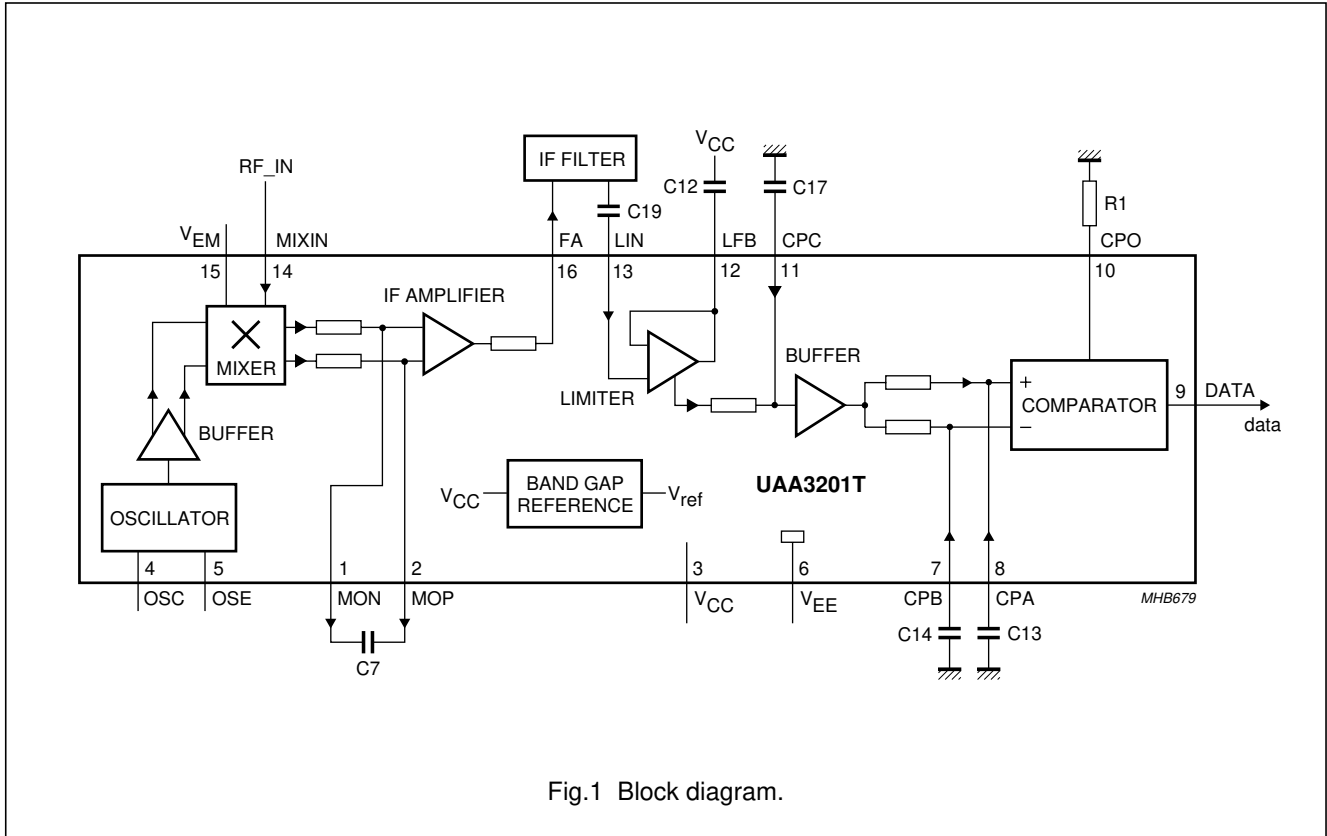 IF FILTER
V_CC
RF_IN
C12
C17
C19
R1
V_EM
MIXIN
FA
LIN
LFB
CPC
CPO
15
14
16
13
12
11
10
IF AMPLIFIER
MIXER
BUFFER
LIMITER
BUFFER
+
COMPARATOR
−
9
DATA
data
OSCILLATOR
V_CC
BAND GAP
REFERENCE
V_ref
UAA3201T
4
5
1
2
3
6
7
8
OSC
OSE
MON
MOP
V_CC
V_EE
CPB
CPA
MHB679
C7
C14
C13
Fig.1 Block diagram.